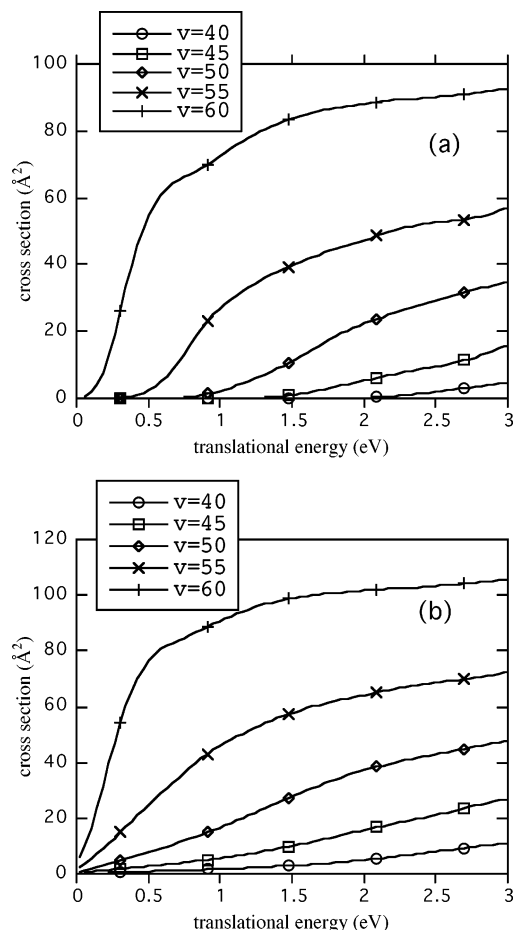 v=40
v=45
v=50
v=55
v=60
100
80
60
40
20
0
cross section (Å²)
(a)
0 0.5 1 1.5 2 2.5 3
translational energy (eV)
v=40
v=45
v=50
v=55
v=60
120
100
80
60
40
20
0
cross section (Å²)
(b)
0 0.5 1 1.5 2 2.5 3
translational energy (eV)